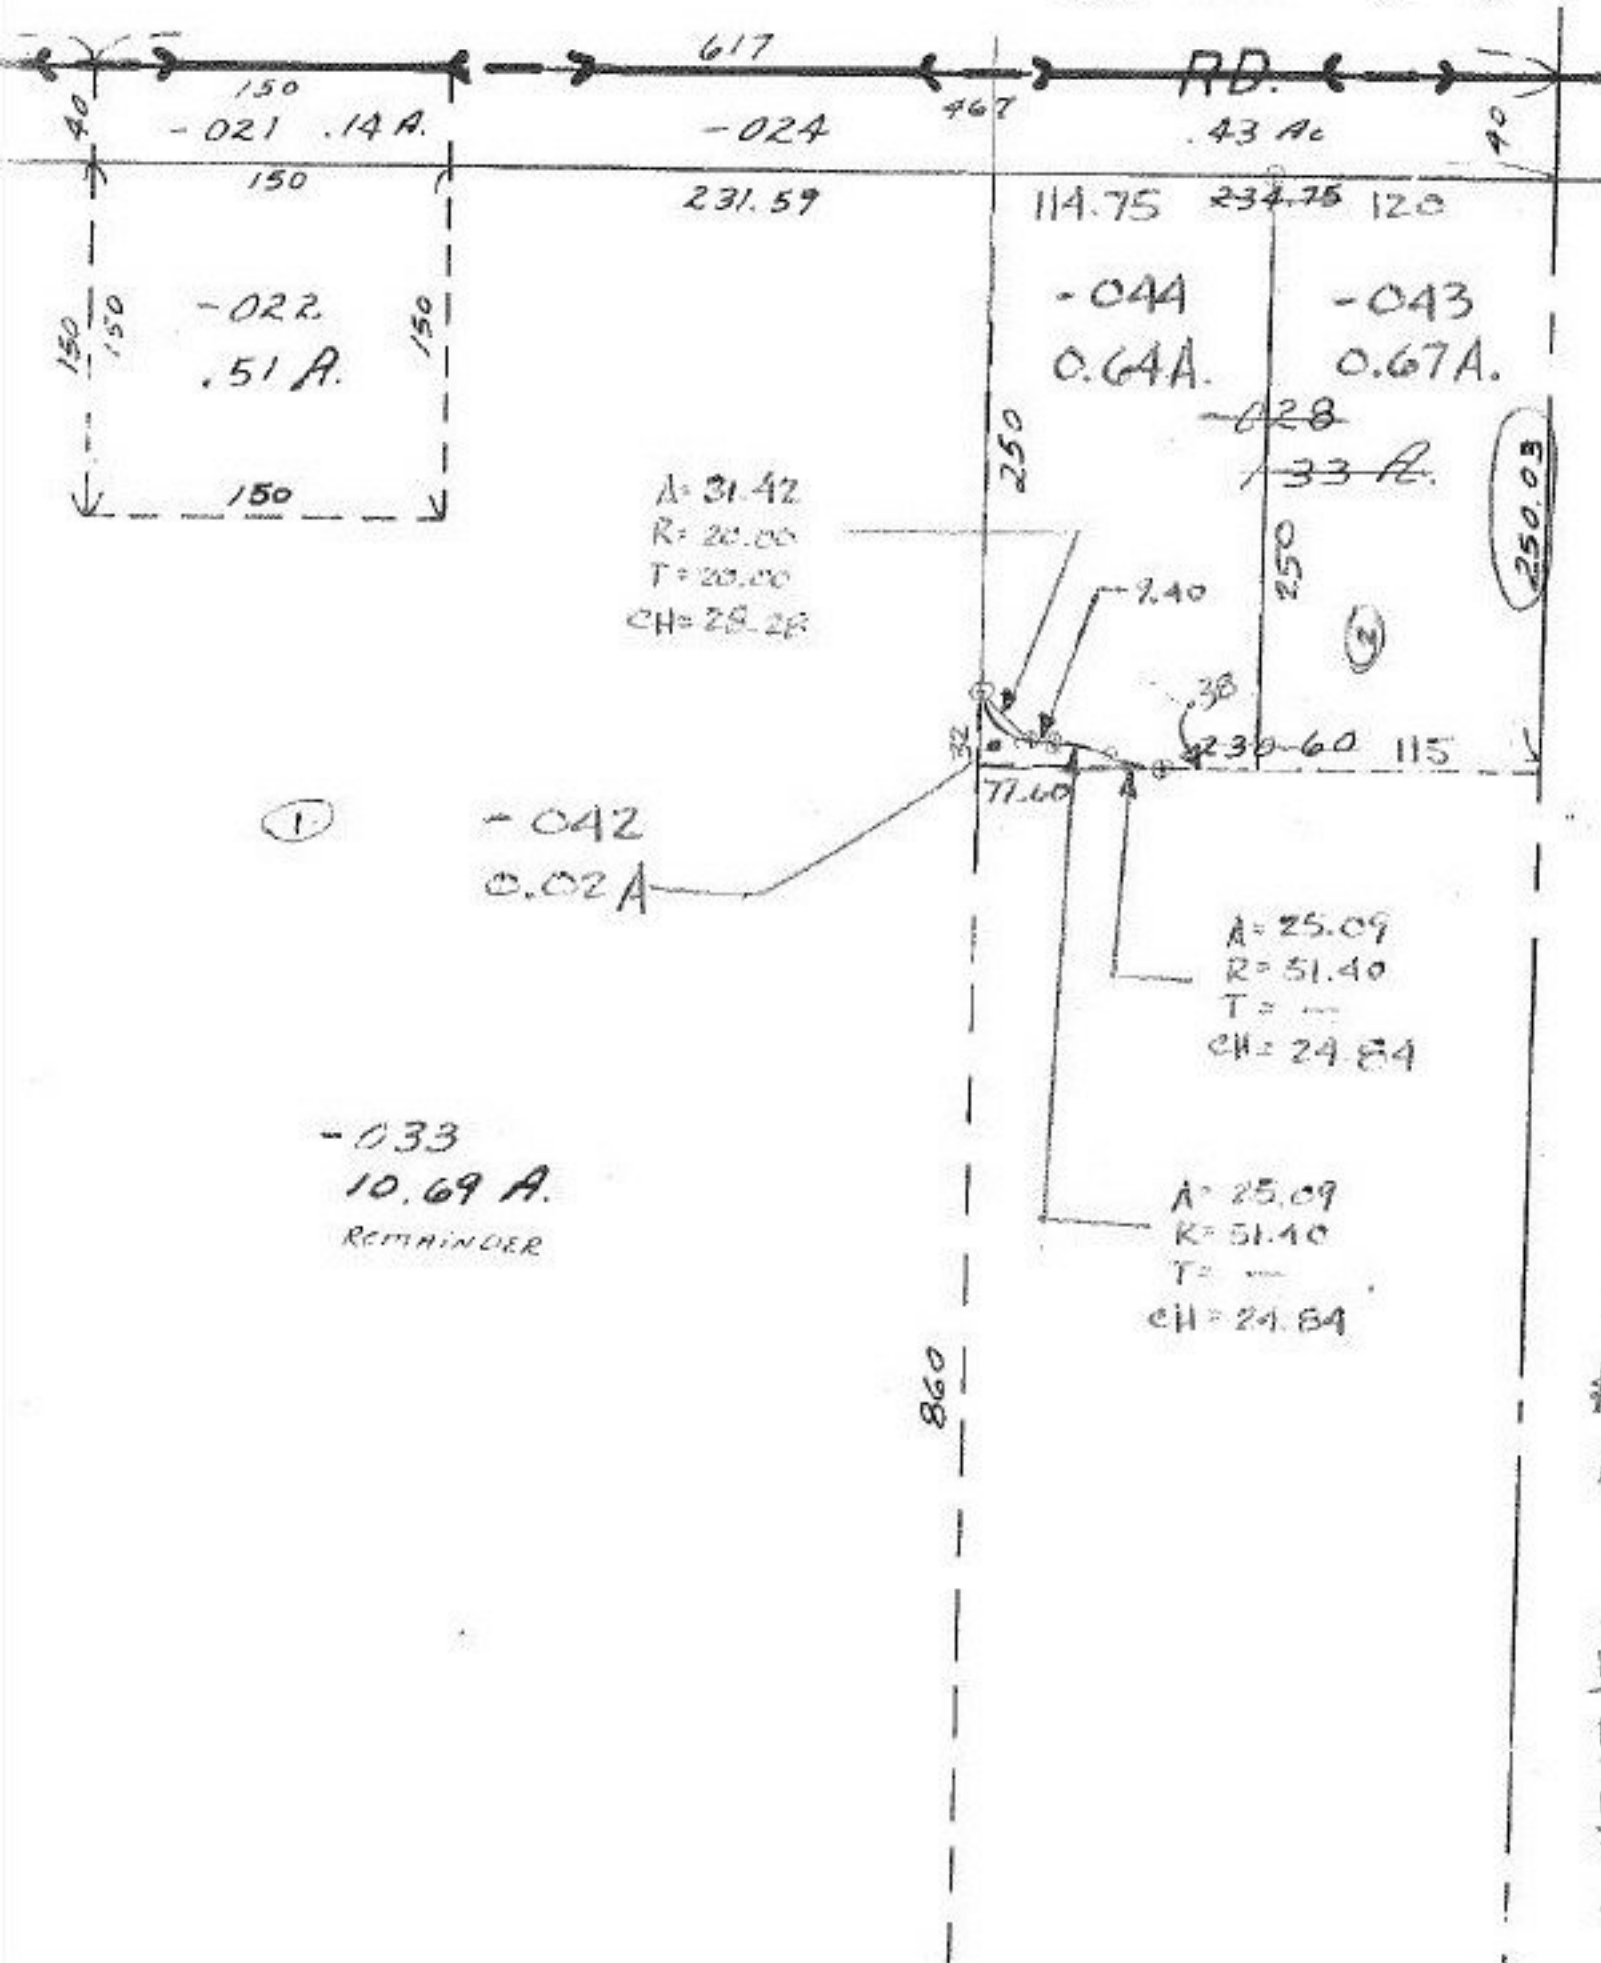 617
RD.
150
467
40
-021 .14 A.
-024
.43 Ac
40
150
231.59
114.75 234.75 120
-022
.51 A.
150
150
150
150
-044
0.64A.
-043
0.67A.
-028
1.33 A.
250
250.03
A= 31.42
R= 20.00
T= 20.00
CH= 28.28
250
2
.38
32
230.60 115
77.60
1
-042
0.02 A
A= 25.09
R= 51.40
T= —
CH= 24.84
-033
10.69 A.
REMAINDER
A= 25.09
R= 51.40
T= —
CH= 24.84
860